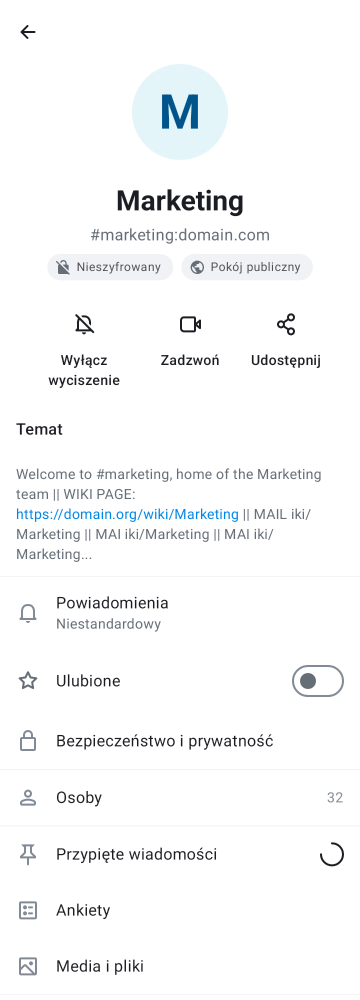 M
Marketing
#marketing:domain.com
Nieszyfrowany
Pokój publiczny
Wyłącz
wyciszenie
Zadzwoń
Udostępnij
Temat
Welcome to #marketing, home of the Marketing
team || WIKI PAGE:
https://domain.org/wiki/Marketing || MAIL iki/
Marketing || MAI iki/Marketing || MAI iki/
Marketing...
Powiadomienia
Niestandardowy
Ulubione
Bezpieczeństwo i prywatność
Osoby 32
Przypięte wiadomości
Ankiety
Media i pliki